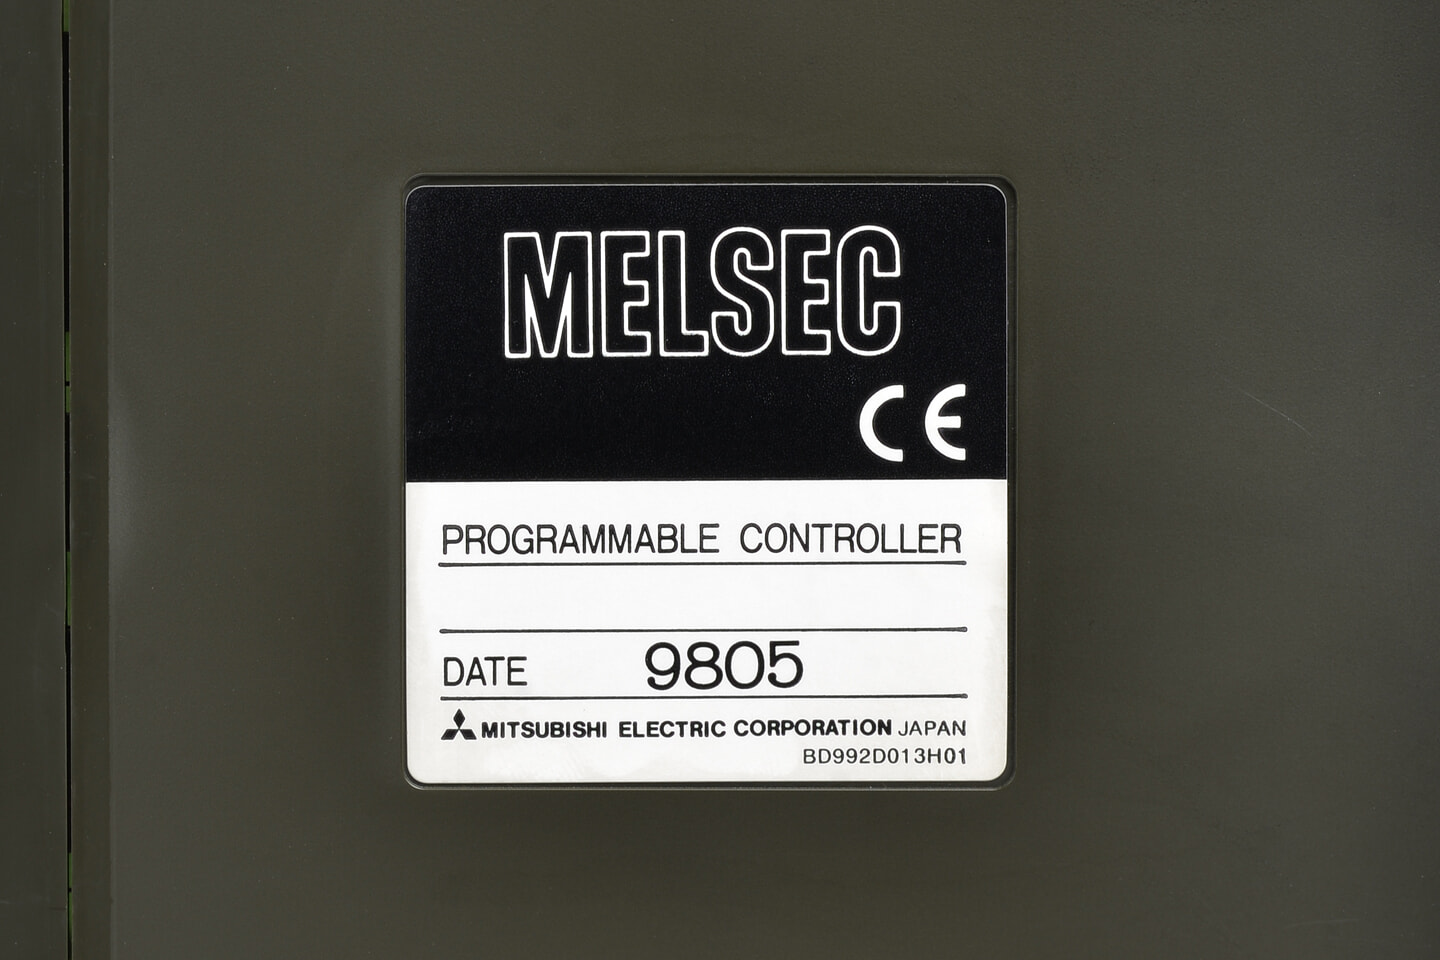 MELSEC
CE
PROGRAMMABLE CONTROLLER
DATE 9805
MITSUBISHI ELECTRIC CORPORATION JAPAN
BD992D013H01